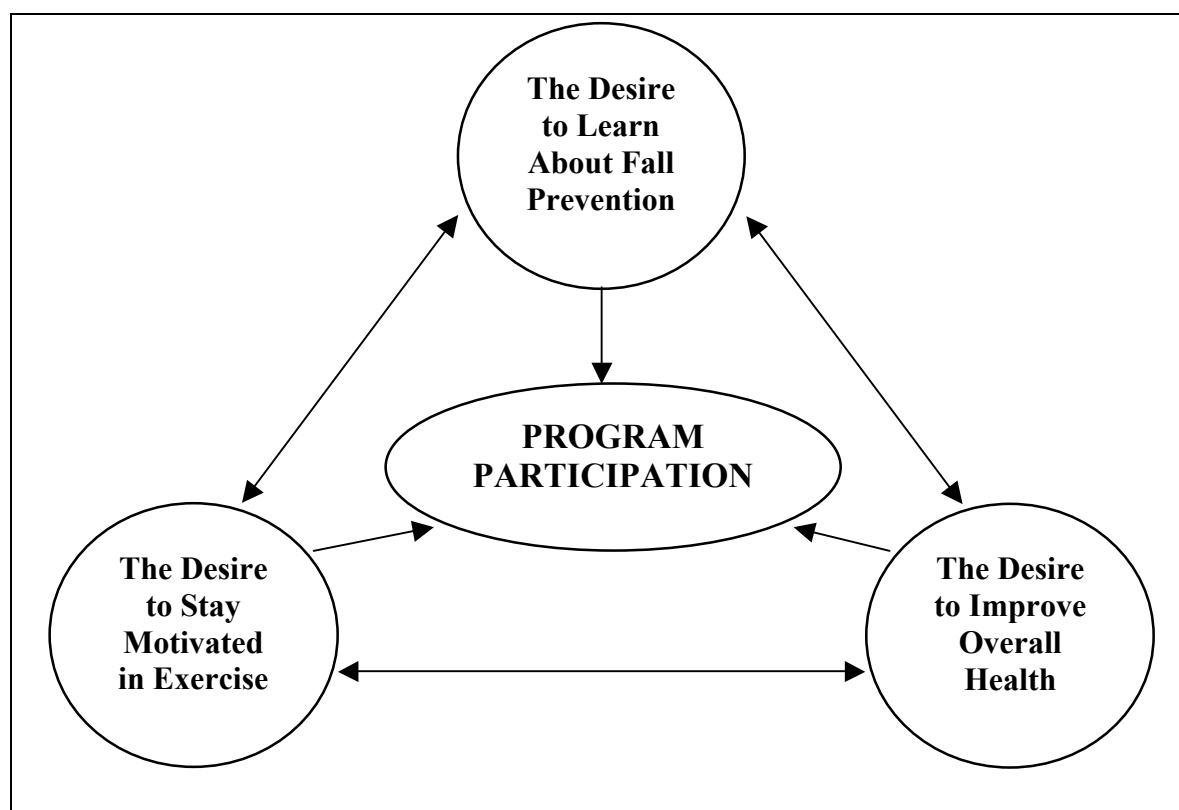 The Desire
to Learn
About Fall
Prevention
PROGRAM
PARTICIPATION
The Desire
to Stay
Motivated
in Exercise
The Desire
to Improve
Overall
Health